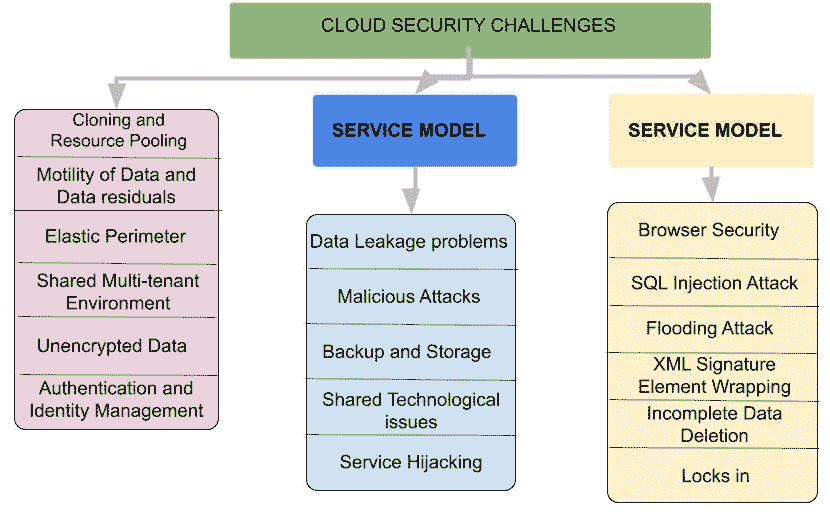 CLOUD SECURITY CHALLENGES
Cloning and
Resource Pooling
Motility of Data and
Data residuals
Elastic Perimeter
Shared Multi-tenant
Environment
Unencrypted Data
Authentication and
Identity Management
SERVICE MODEL
Data Leakage problems
Malicious Attacks
Backup and Storage
Shared Technological
issues
Service Hijacking
SERVICE MODEL
Browser Security
SQL Injection Attack
Flooding Attack
XML Signature
Element Wrapping
Incomplete Data
Deletion
Locks in